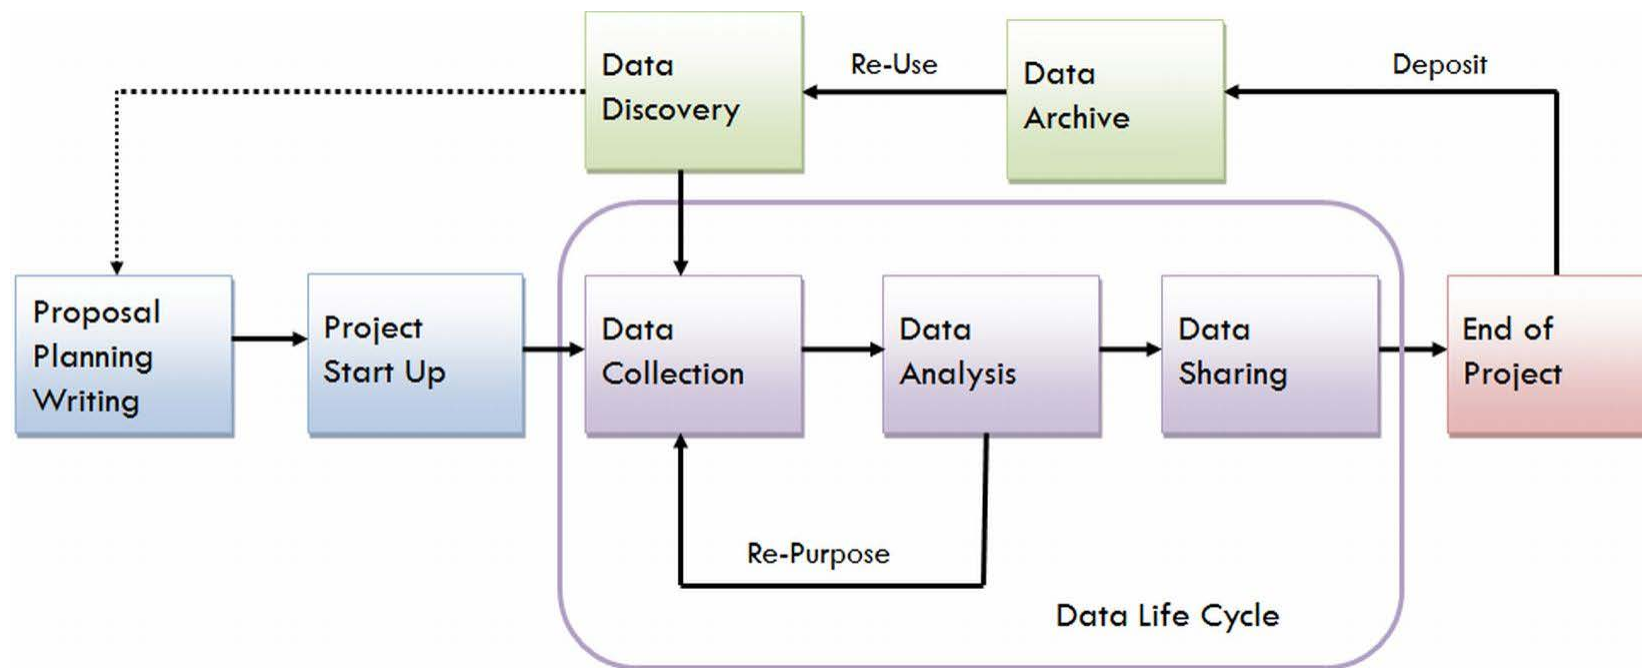 Data
Discovery
Re-Use
Data
Archive
Deposit
Proposal
Planning
Writing
Project
Start Up
Data
Collection
Data
Analysis
Data
Sharing
End of
Project
Re-Purpose
Data Life Cycle